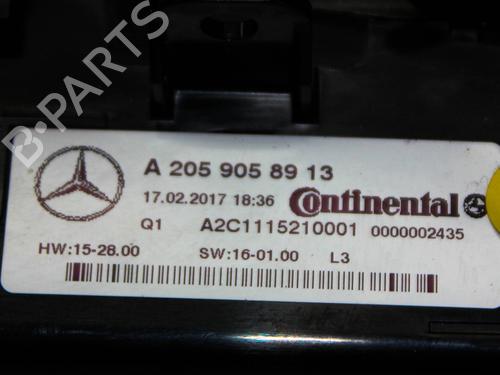 B-PARTS
A 205 905 89 13
17.02.2017 18:36 Continental
Q1 A2C1115210001 0000002435
HW:15-28.00 SW:16-01.00 L3